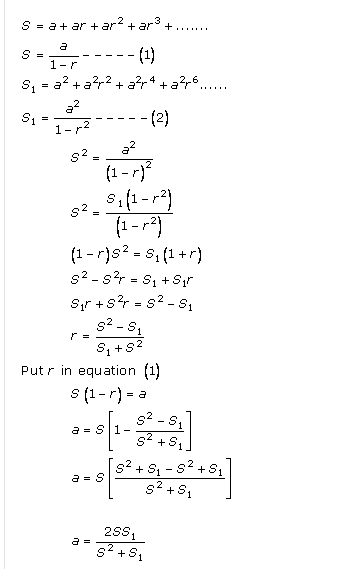 S = a + ar + ar² + ar³ + .......
S = a/(1 − r) − − − − − (1)
S₁ = a² + a²r² + a²r⁴ + a²r⁶......
S₁ = a²/(1 − r²) − − − − − (2)
S² = a²/(1 − r)²
S² = S₁(1 − r²)/(1 − r²)
(1 − r)S² = S₁(1 + r)
S² − S²r = S₁ + S₁r
S₁r + S²r = S² − S₁
r = (S² − S₁)/(S₁ + S²)
Put r in equation (1)
S(1 − r) = a
a = S[1 − (S² − S₁)/(S² + S₁)]
a = S[(S² + S₁ − S² + S₁)/(S² + S₁)]
a = 2SS₁/(S² + S₁)